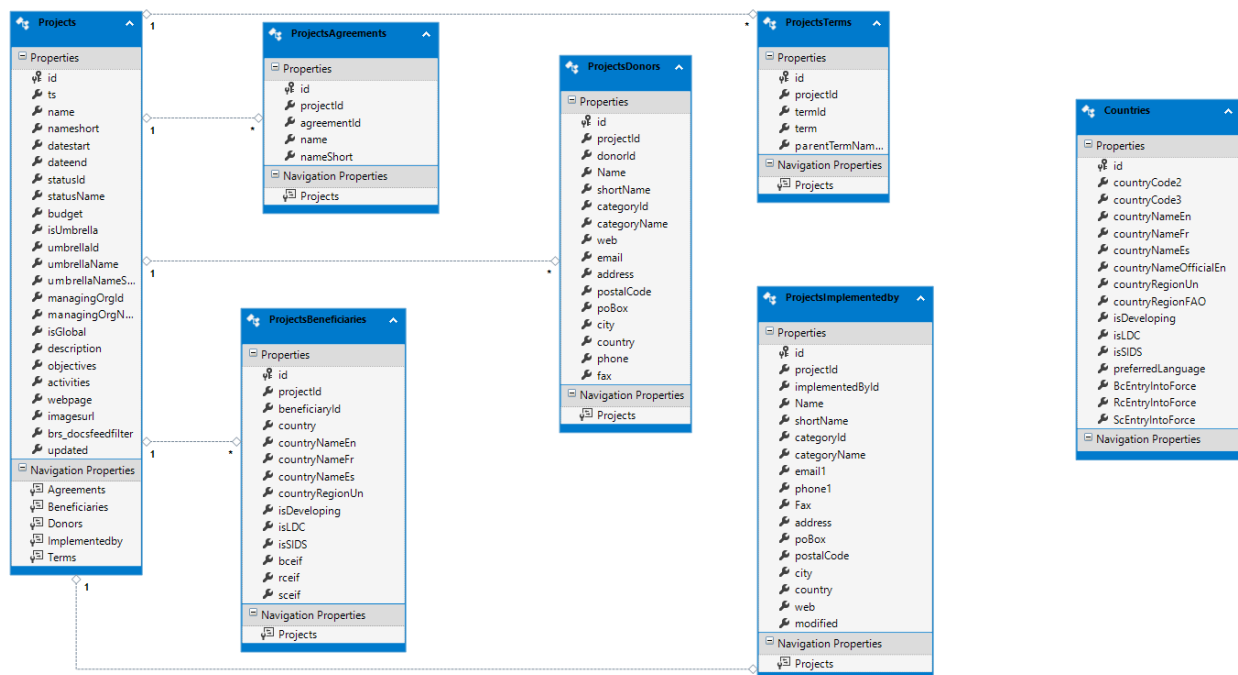 Projects
Properties
id
ts
name
nameshort
datestart
dateend
statusId
statusName
budget
isUmbrella
umbrellaId
umbrellaName
umbrellaNameS...
managingOrgId
managingOrgN...
isGlobal
description
objectives
activities
webpage
imagesurl
brs_docsfeedfilter
updated
Navigation Properties
Agreements
Beneficiaries
Donors
Implementedby
Terms
1
*
1
*
1
*
1
*
1
ProjectsAgreements
Properties
id
projectId
agreementId
name
nameShort
Navigation Properties
Projects
ProjectsBeneficiaries
Properties
id
projectId
beneficiaryId
country
countryNameEn
countryNameFr
countryNameEs
countryRegionUn
isDeveloping
isLDC
isSIDS
bceif
rceif
sceif
Navigation Properties
Projects
ProjectsDonors
Properties
id
projectId
donorId
Name
shortName
categoryId
categoryName
web
email
address
postalCode
poBox
city
country
phone
fax
Navigation Properties
Projects
ProjectsTerms
Properties
id
projectId
termId
term
parentTermNam...
Navigation Properties
Projects
ProjectsImplementedby
Properties
id
projectId
implementedById
Name
shortName
categoryId
categoryName
email1
phone1
Fax
address
poBox
postalCode
city
country
web
modified
Navigation Properties
Projects
Countries
Properties
id
countryCode2
countryCode3
countryNameEn
countryNameFr
countryNameEs
countryNameOfficialEn
countryRegionUn
countryRegionFAO
isDeveloping
isLDC
isSIDS
preferredLanguage
BcEntryIntoForce
RcEntryIntoForce
ScEntryIntoForce
Navigation Properties